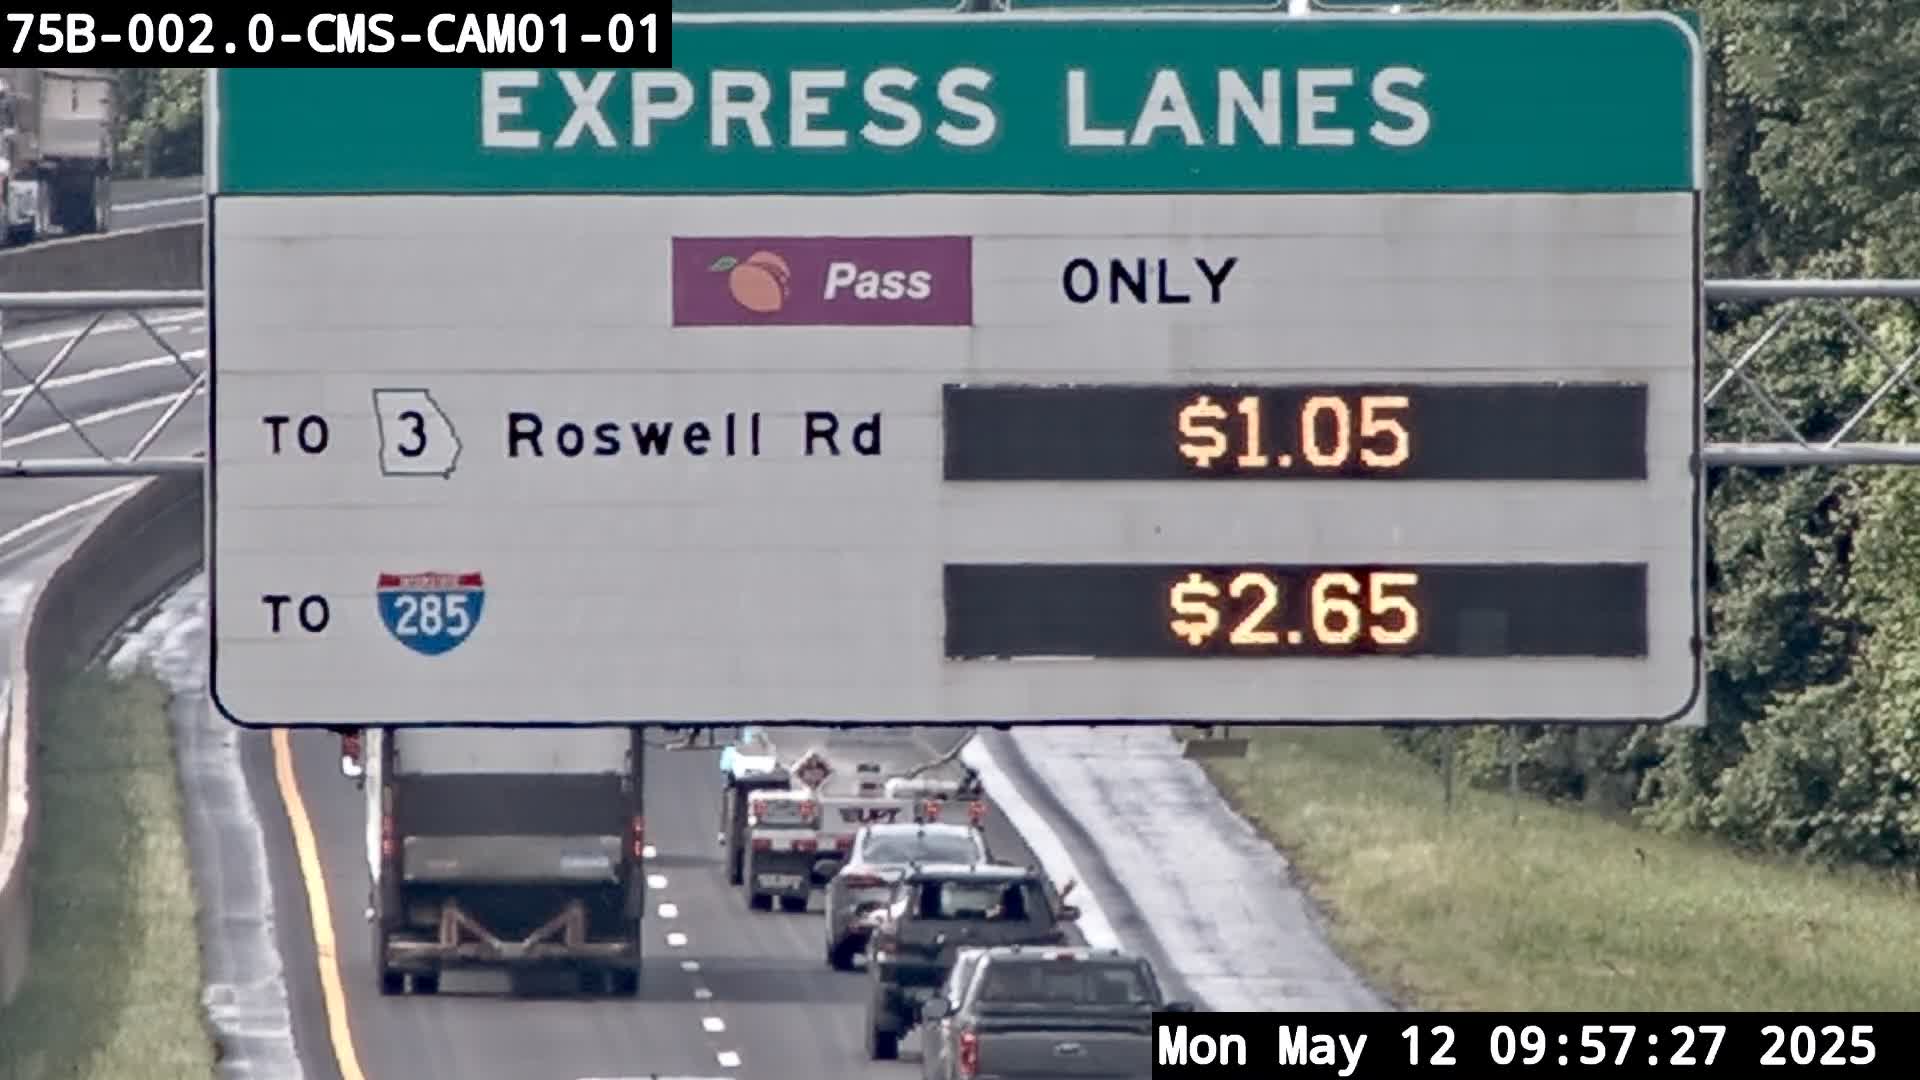 75B-002.0-CMS-CAM01-01
EXPRESS LANES
Pass ONLY
TO 3 Roswell Rd $1.05
TO 285 $2.65
Mon May 12 09:57:27 2025